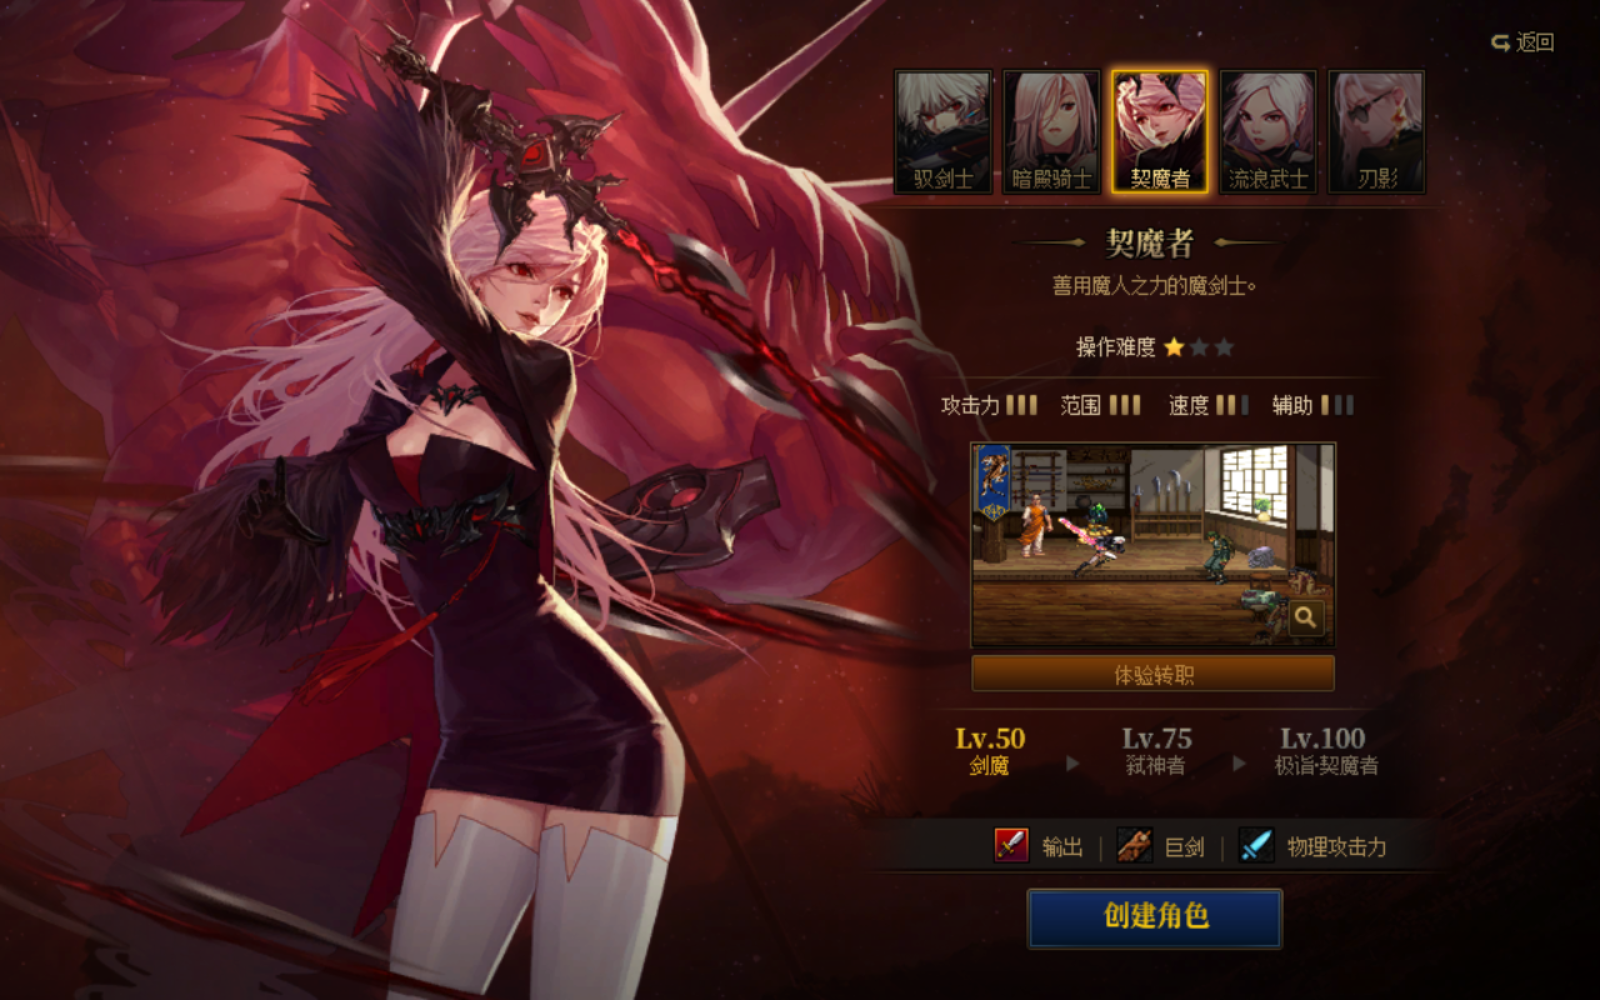 返回
驭剑士 暗殿骑士 契魔者 流浪武士 刃影
契魔者
善用魔人之力的魔剑士。
操作难度
攻击力 范围 速度 辅助
体验转职
Lv.50 Lv.75 Lv.100
剑魔 弑神者 极诣·契魔者
输出 巨剑 物理攻击力
创建角色